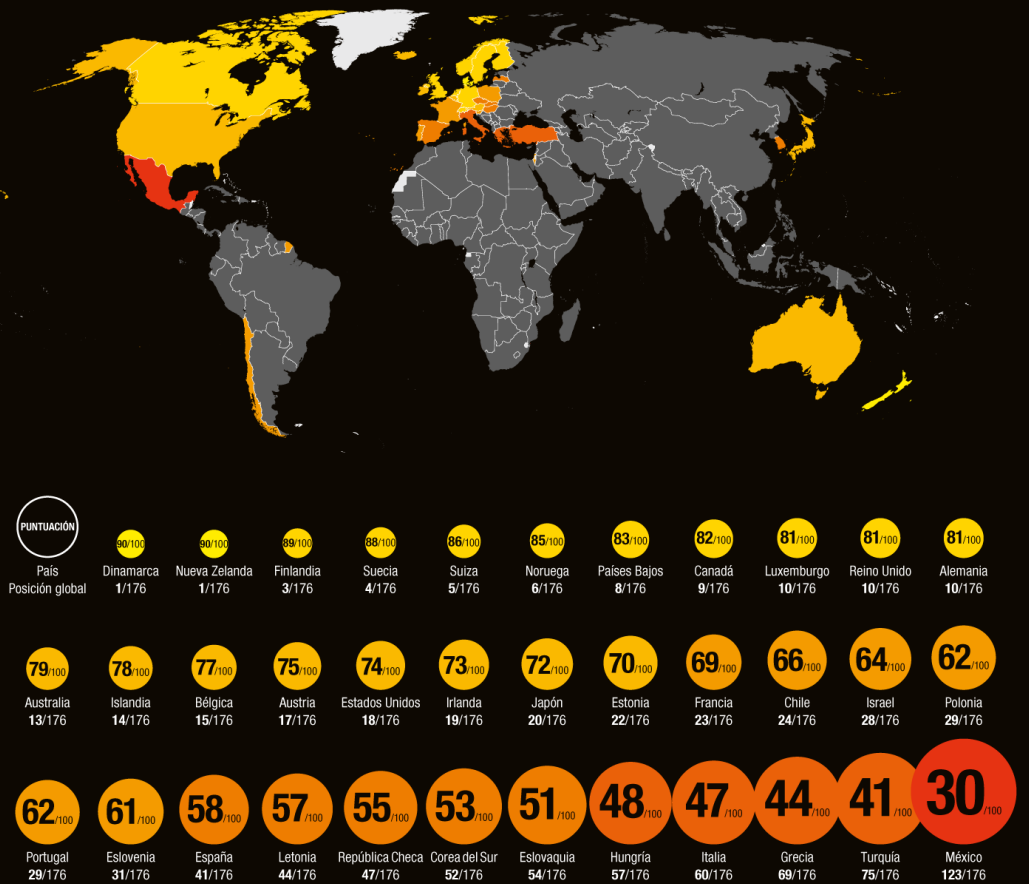 PUNTUACIÓN
País
Posición global
90/100
Dinamarca
1/176
90/100
Nueva Zelanda
1/176
89/100
Finlandia
3/176
88/100
Suecia
4/176
86/100
Suiza
5/176
85/100
Noruega
6/176
83/100
Países Bajos
8/176
82/100
Canadá
9/176
81/100
Luxemburgo
10/176
81/100
Reino Unido
10/176
81/100
Alemania
10/176
79/100
Australia
13/176
78/100
Islandia
14/176
77/100
Bélgica
15/176
75/100
Austria
17/176
74/100
Estados Unidos
18/176
73/100
Irlanda
19/176
72/100
Japón
20/176
70/100
Estonia
22/176
69/100
Francia
23/176
66/100
Chile
24/176
64/100
Israel
28/176
62/100
Polonia
29/176
62/100
Portugal
29/176
61/100
Eslovenia
31/176
58/100
España
41/176
57/100
Letonia
44/176
55/100
República Checa
47/176
53/100
Corea del Sur
52/176
51/100
Eslovaquia
54/176
48/100
Hungría
57/176
47/100
Italia
60/176
44/100
Grecia
69/176
41/100
Turquía
75/176
30/100
México
123/176